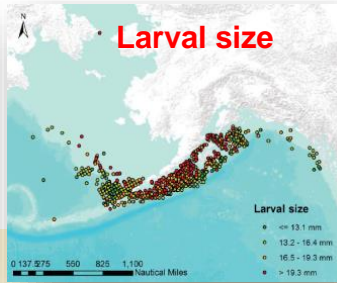 N
Larval size
Larval size
<= 13.1 mm
13.2 - 16.4 mm
16.5 - 19.3 mm
> 19.3 mm
0 137.5 275 550 825 1,100
Nautical Miles